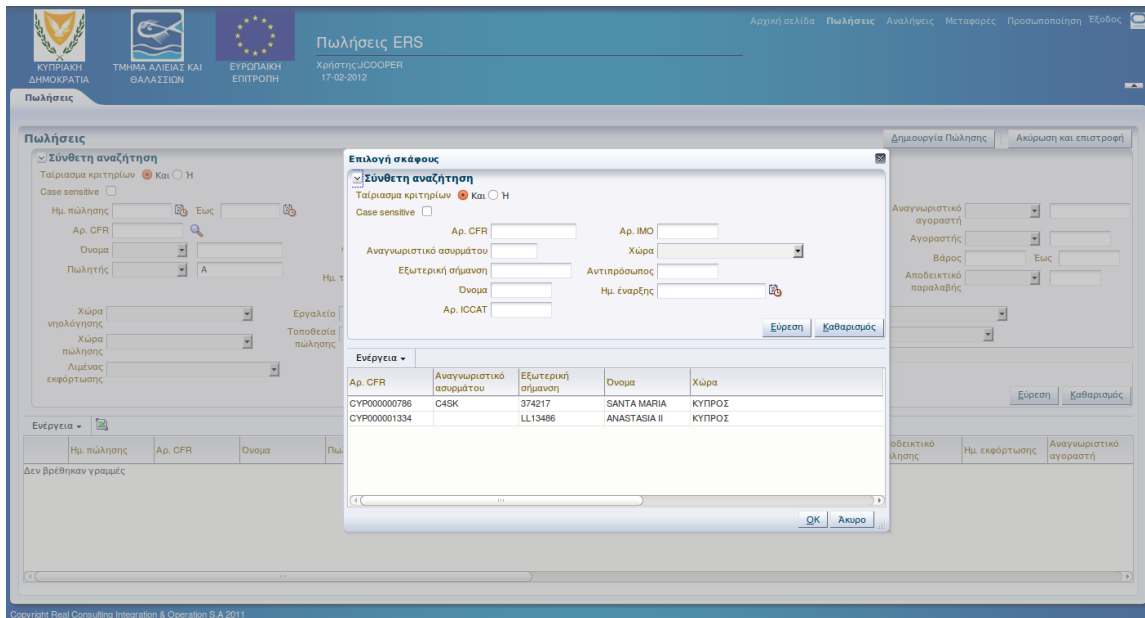 Αρχική σελίδα Πωλήσεις Αναλήψεις Μεταφορές Προσωποποίηση Έξοδος
Πωλήσεις ERS
ΚΥΠΡΙΑΚΗ ΔΗΜΟΚΡΑΤΙΑ
ΤΜΗΜΑ ΑΛΙΕΙΑΣ ΚΑΙ ΘΑΛΑΣΣΙΩΝ
ΕΥΡΩΠΑΙΚΗ ΕΠΙΤΡΟΠΗ
Χρήστης:JCOOPER
17-02-2012
Πωλήσεις
Πωλήσεις
Δημιουργία Πώλησης Ακύρωση και επιστροφή
Σύνθετη αναζήτηση
Ταίριασμα κριτηρίων Και Ή
Case sensitive
Ημ. πώλησης Έως
Αρ. CFR
Όνομα
Πωλητής A
Ημ. τ
Χώρα νηολόγησης
Χώρα πώλησης
Λιμένας εκφόρτωσης
Εργαλείο
Τοποθεσία πώλησης
Αναγνωριστικό αγοραστή
Αγοραστής
Βάρος Έως
Αποδεικτικό παραλαβής
Εύρεση Καθαρισμός
Επιλογή σκάφους
Σύνθετη αναζήτηση
Ταίριασμα κριτηρίων Και Ή
Case sensitive
Αρ. CFR Αρ. IMO
Αναγνωριστικό ασυρμάτου Χώρα
Εξωτερική σήμανση Αντιπρόσωπος
Όνομα Ημ. έναρξης
Αρ. ICCAT
Εύρεση Καθαρισμός
Ενέργεια
Αρ. CFR Αναγνωριστικό ασυρμάτου Εξωτερική σήμανση Όνομα Χώρα
CYP000000786 C4SK 374217 SANTA MARIA ΚΥΠΡΟΣ
CYP000001334 LL13486 ANASTASIA II ΚΥΠΡΟΣ
OK Άκυρο
Ενέργεια
Ημ. πώλησης Αρ. CFR Όνομα Πωλ
Ημ. εκφόρτωσης Αναγνωριστικό αγοραστή
Δεν βρέθηκαν γραμμές
Copyright Real Consulting Integration & Operation S.A 2011